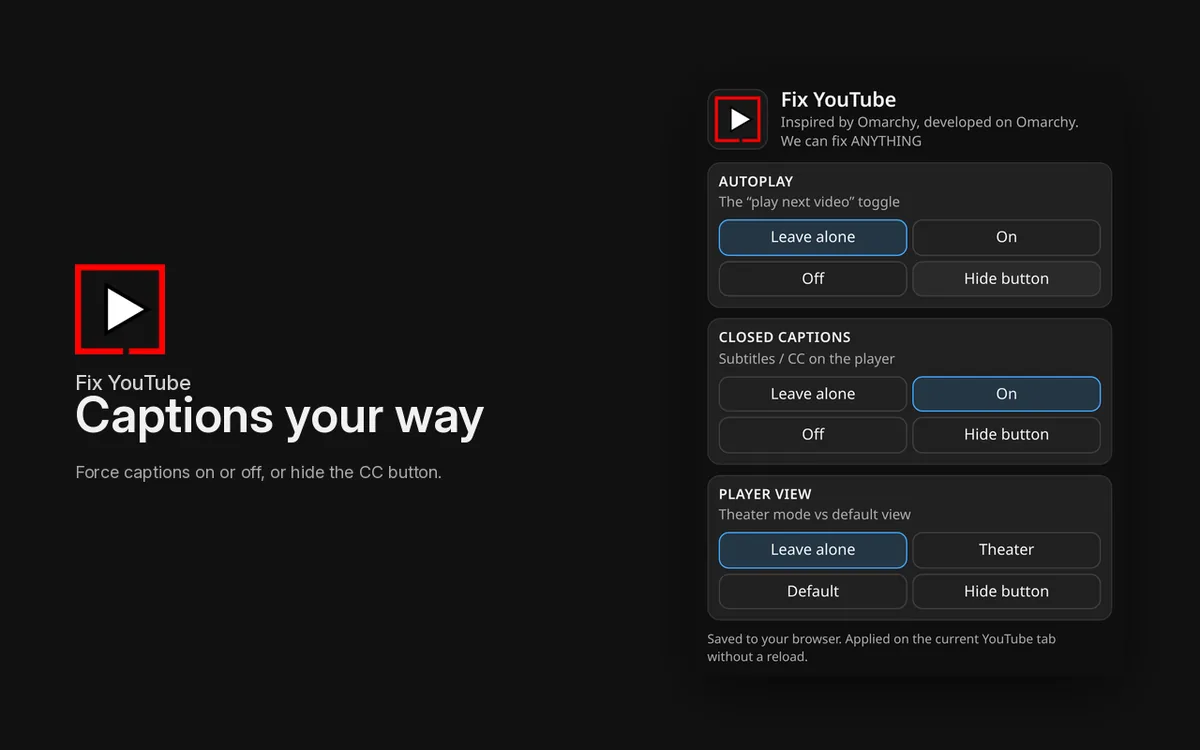 Fix YouTube
Captions your way
Force captions on or off, or hide the CC button.
Fix YouTube
Inspired by Omarchy, developed on Omarchy.
We can fix ANYTHING
AUTOPLAY
The “play next video” toggle
Leave alone
On
Off
Hide button
CLOSED CAPTIONS
Subtitles / CC on the player
Leave alone
On
Off
Hide button
PLAYER VIEW
Theater mode vs default view
Leave alone
Theater
Default
Hide button
Saved to your browser. Applied on the current YouTube tab
without a reload.